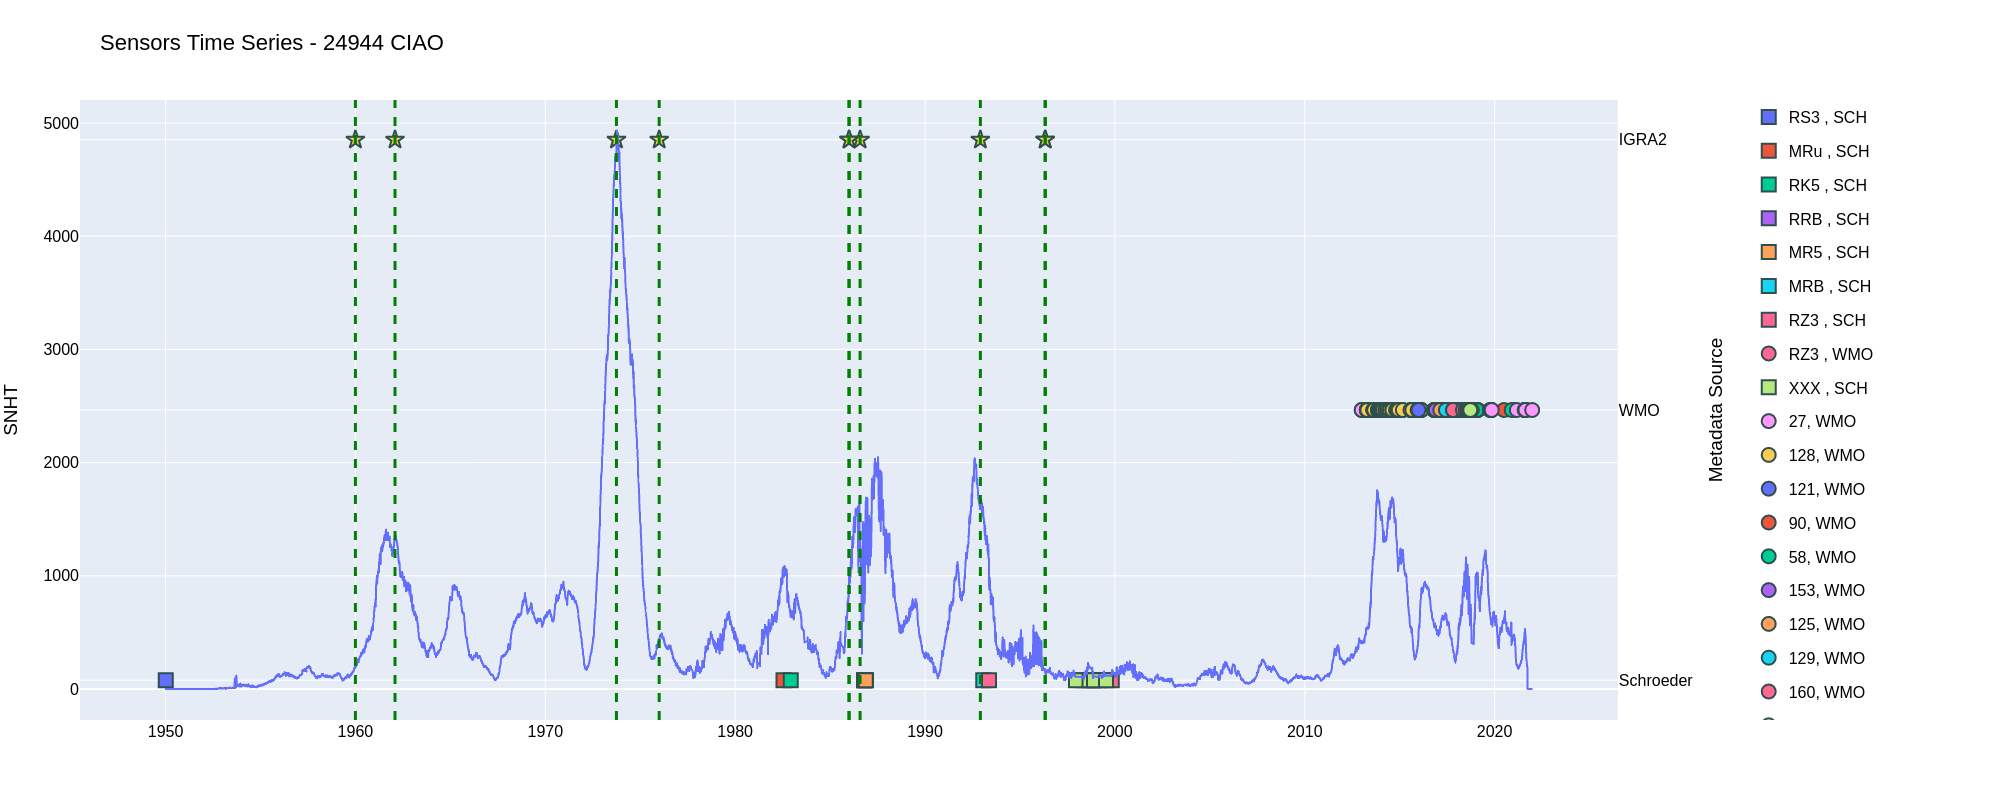 Sensors Time Series - 24944 CIAO
SNHT
5000
4000
3000
2000
1000
0
1950
1960
1970
1980
1990
2000
2010
2020
IGRA2
WMO
Schroeder
Metadata Source
RS3 , SCH
MRu , SCH
RK5 , SCH
RRB , SCH
MR5 , SCH
MRB , SCH
RZ3 , SCH
RZ3 , WMO
XXX , SCH
27, WMO
128, WMO
121, WMO
90, WMO
58, WMO
153, WMO
125, WMO
129, WMO
160, WMO